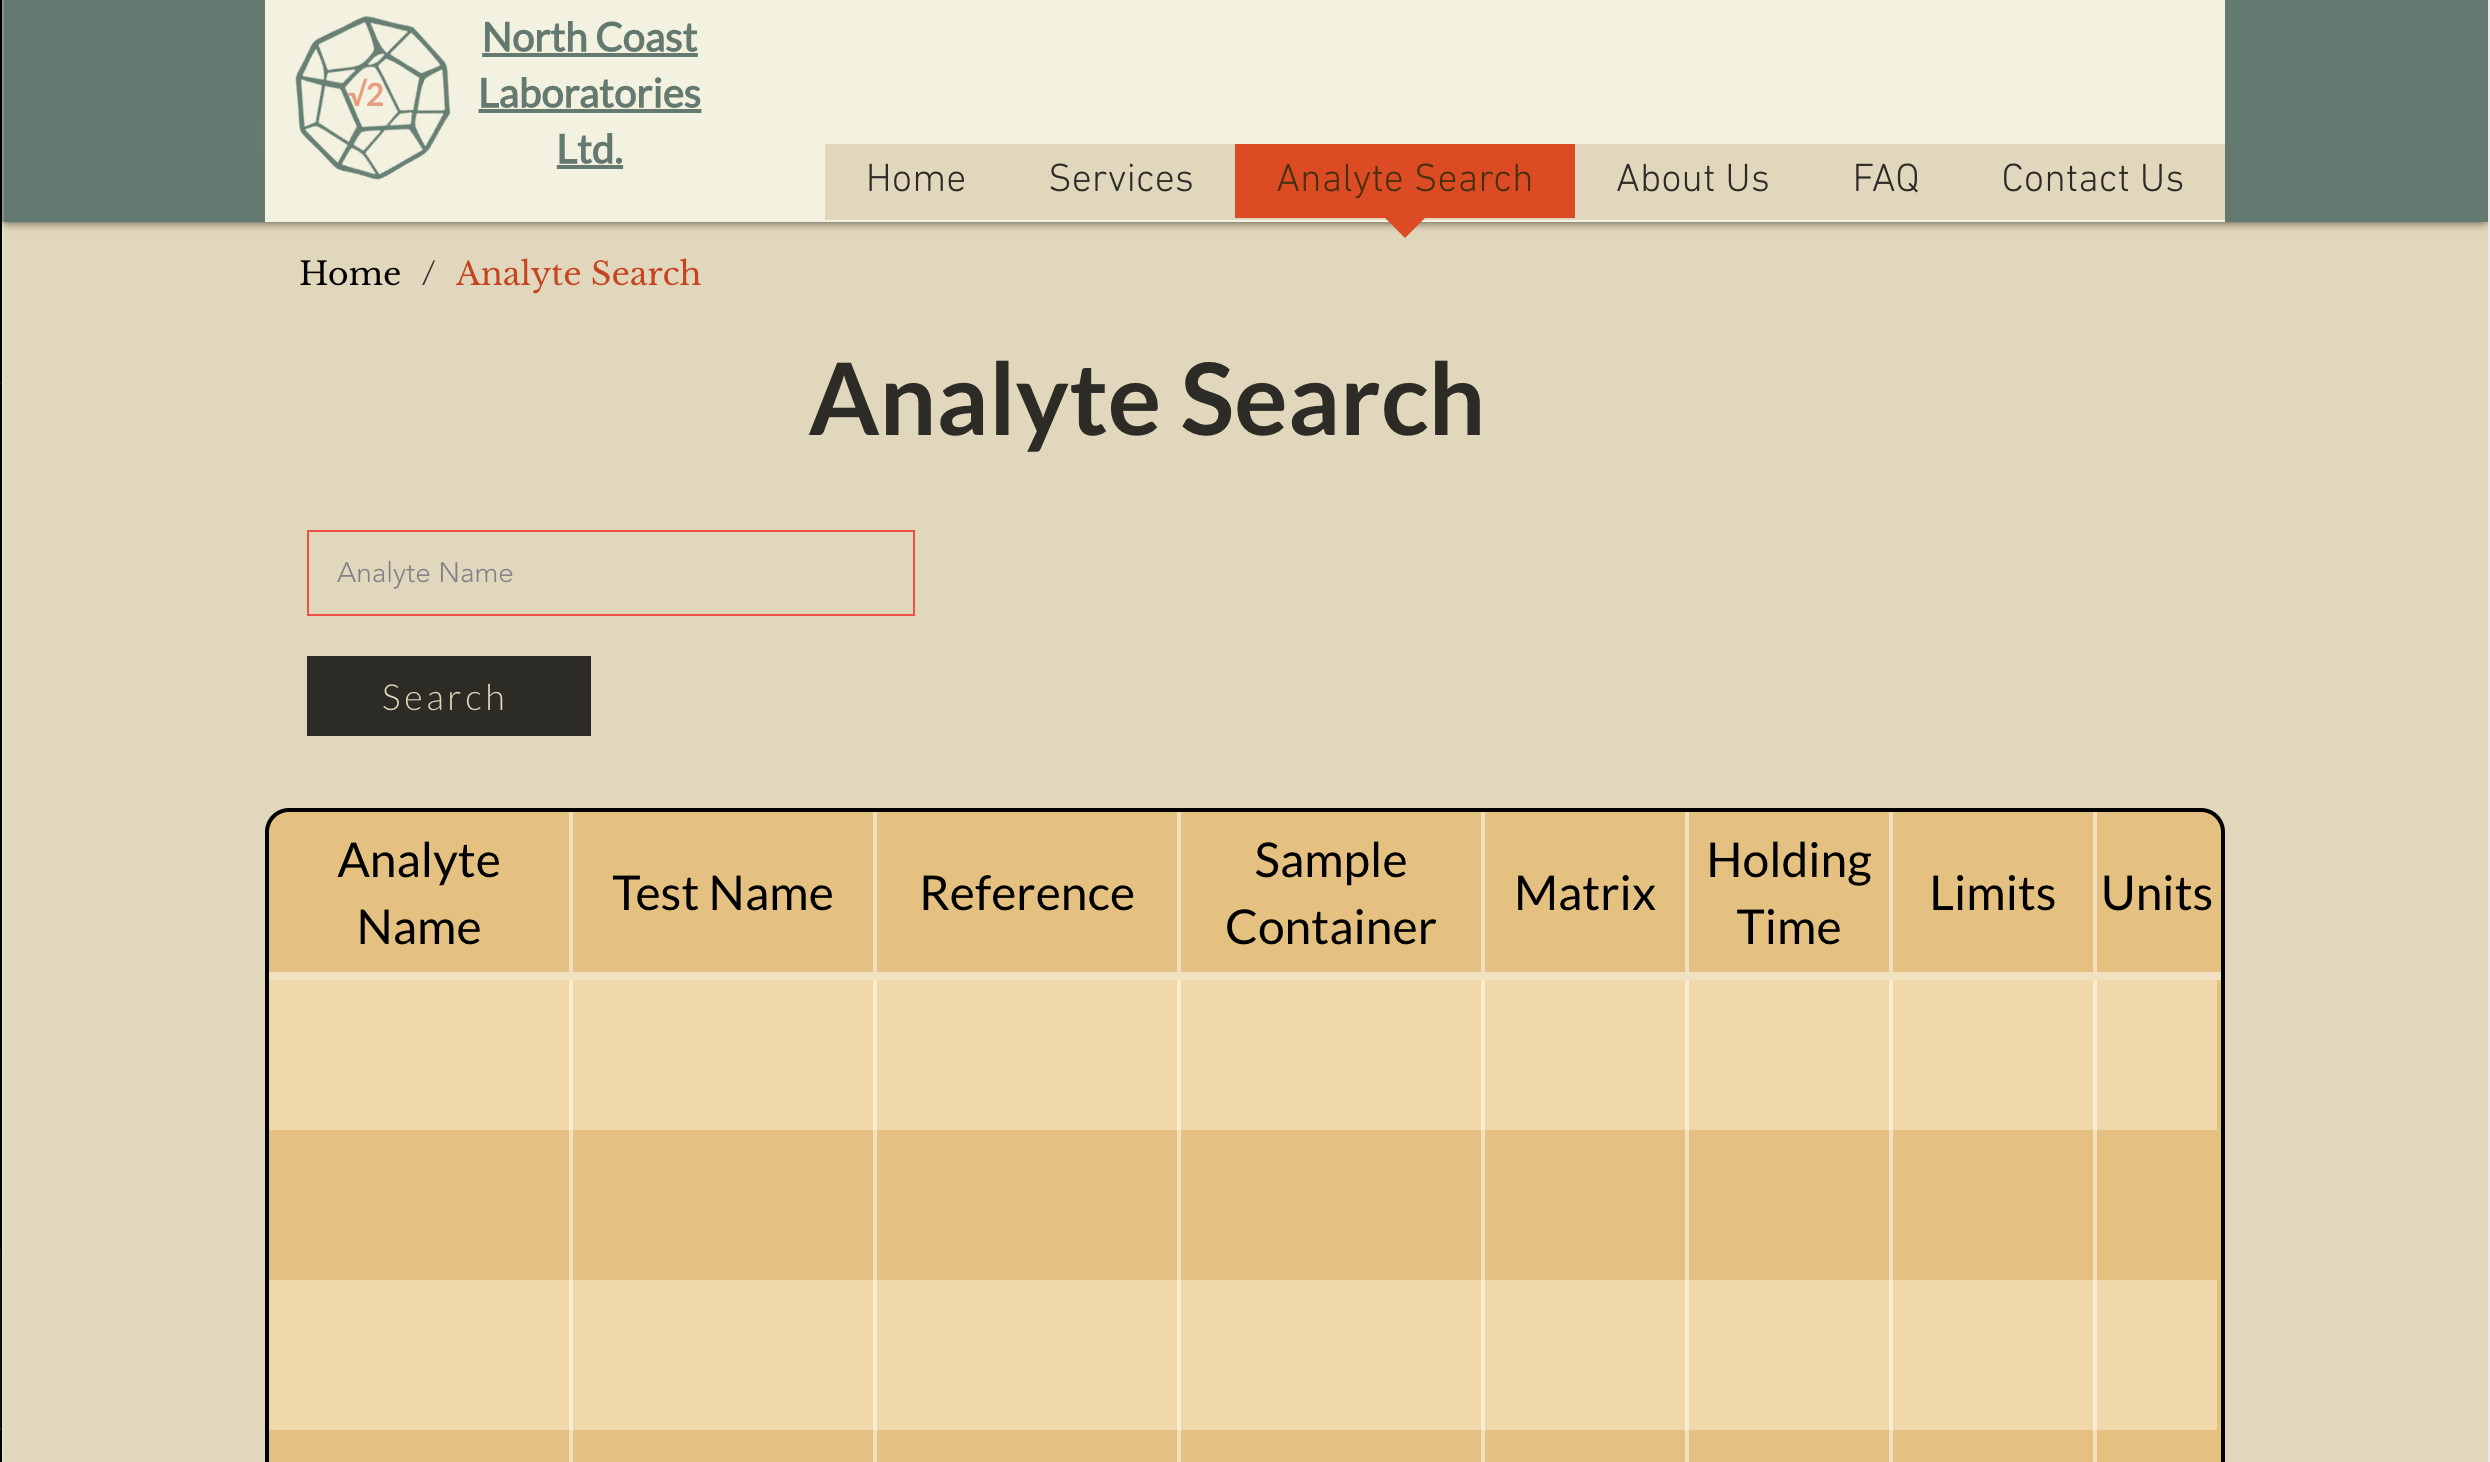 North Coast
Laboratories
Ltd.
√2
Home Services Analyte Search About Us FAQ Contact Us
Home / Analyte Search
Analyte Search
Analyte Name
Search
Analyte Name Test Name Reference Sample Container Matrix Holding Time Limits Units